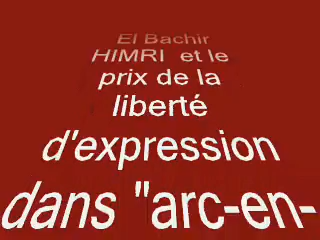 El Bachir
HIMRI et le
prix de la
liberté
d'expression
dans "arc-en-